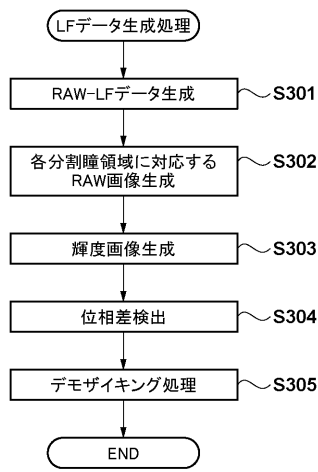 LFデータ生成処理
RAW-LFデータ生成
S301
各分割瞳領域に対応する
RAW画像生成
S302
輝度画像生成
S303
位相差検出
S304
デモザイキング処理
S305
END